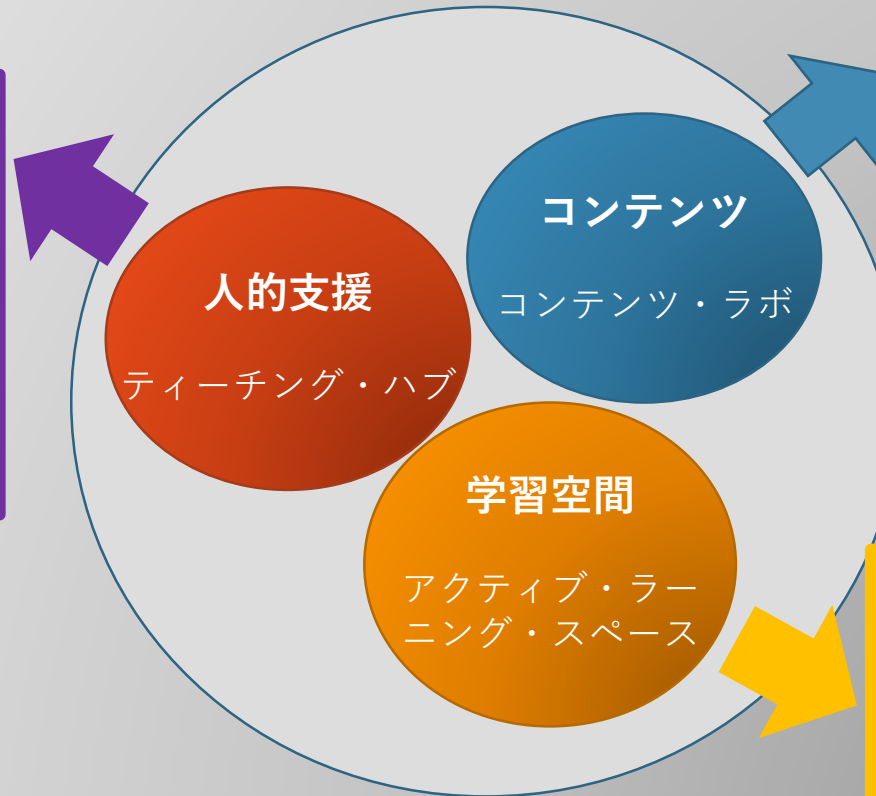 コンテンツ
コンテンツ・ラボ
人的支援
ティーチング・ハブ
学習空間
アクティブ・ラー
ニング・スペース